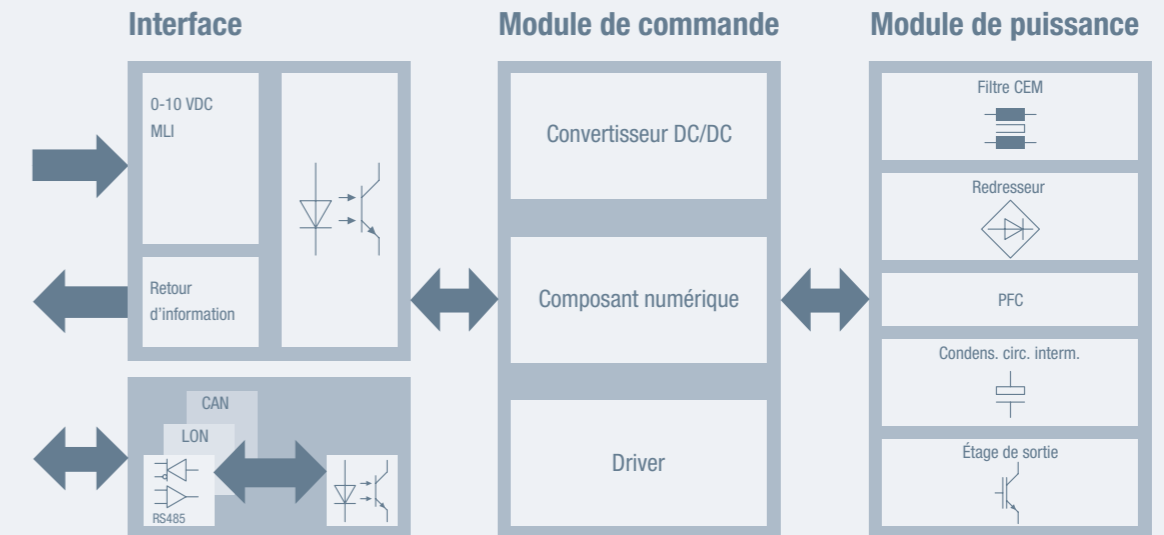 Interface
0-10 VDC
MLI
Retour
d’information
CAN
LON
RS485
Module de commande
Convertisseur DC/DC
Composant numérique
Driver
Module de puissance
Filtre CEM
Redresseur
PFC
Condens. circ. interm.
Étage de sortie